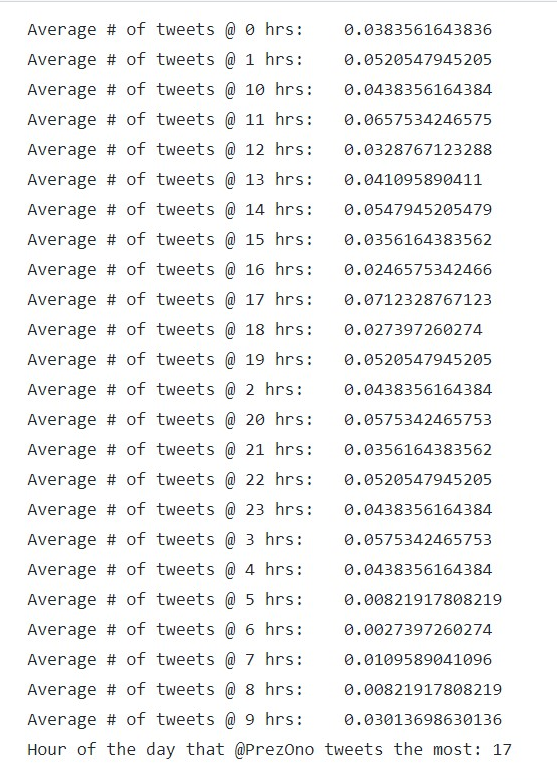 Average # of tweets @ 0 hrs: 0.0383561643836
Average # of tweets @ 1 hrs: 0.0520547945205
Average # of tweets @ 10 hrs: 0.0438356164384
Average # of tweets @ 11 hrs: 0.0657534246575
Average # of tweets @ 12 hrs: 0.0328767123288
Average # of tweets @ 13 hrs: 0.041095890411
Average # of tweets @ 14 hrs: 0.0547945205479
Average # of tweets @ 15 hrs: 0.0356164383562
Average # of tweets @ 16 hrs: 0.0246575342466
Average # of tweets @ 17 hrs: 0.0712328767123
Average # of tweets @ 18 hrs: 0.027397260274
Average # of tweets @ 19 hrs: 0.0520547945205
Average # of tweets @ 2 hrs: 0.0438356164384
Average # of tweets @ 20 hrs: 0.0575342465753
Average # of tweets @ 21 hrs: 0.0356164383562
Average # of tweets @ 22 hrs: 0.0520547945205
Average # of tweets @ 23 hrs: 0.0438356164384
Average # of tweets @ 3 hrs: 0.0575342465753
Average # of tweets @ 4 hrs: 0.0438356164384
Average # of tweets @ 5 hrs: 0.00821917808219
Average # of tweets @ 6 hrs: 0.0027397260274
Average # of tweets @ 7 hrs: 0.0109589041096
Average # of tweets @ 8 hrs: 0.00821917808219
Average # of tweets @ 9 hrs: 0.03013698630136
Hour of the day that @PrezOno tweets the most: 17